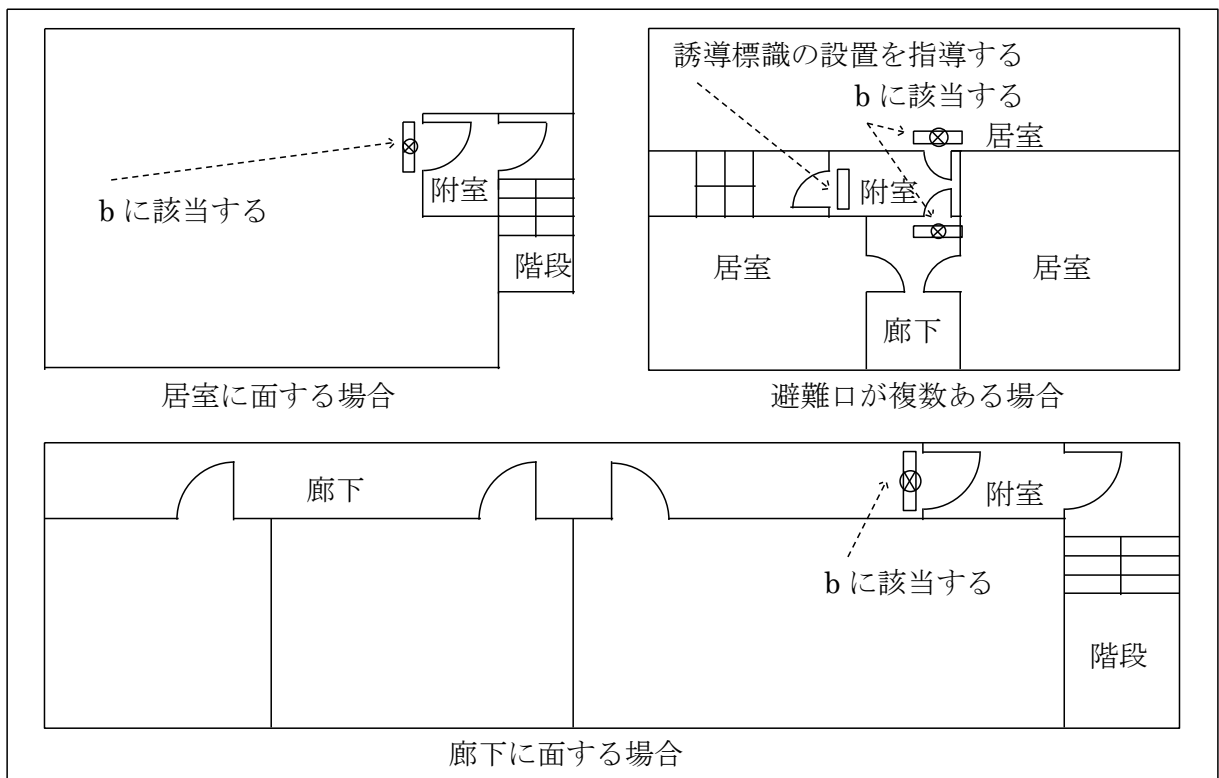 bに該当する
附室
階段
居室に面する場合
誘導標識の設置を指導する
bに該当する
居室
附室
居室
居室
廊下
避難口が複数ある場合
廊下
附室
bに該当する
階段
廊下に面する場合